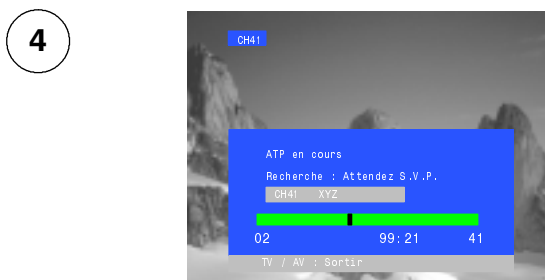 4
CH41
ATP en cours
Recherche : Attendez S.V.P.
CH41 XYZ
02 99:21 41
TV / AV : Sortir